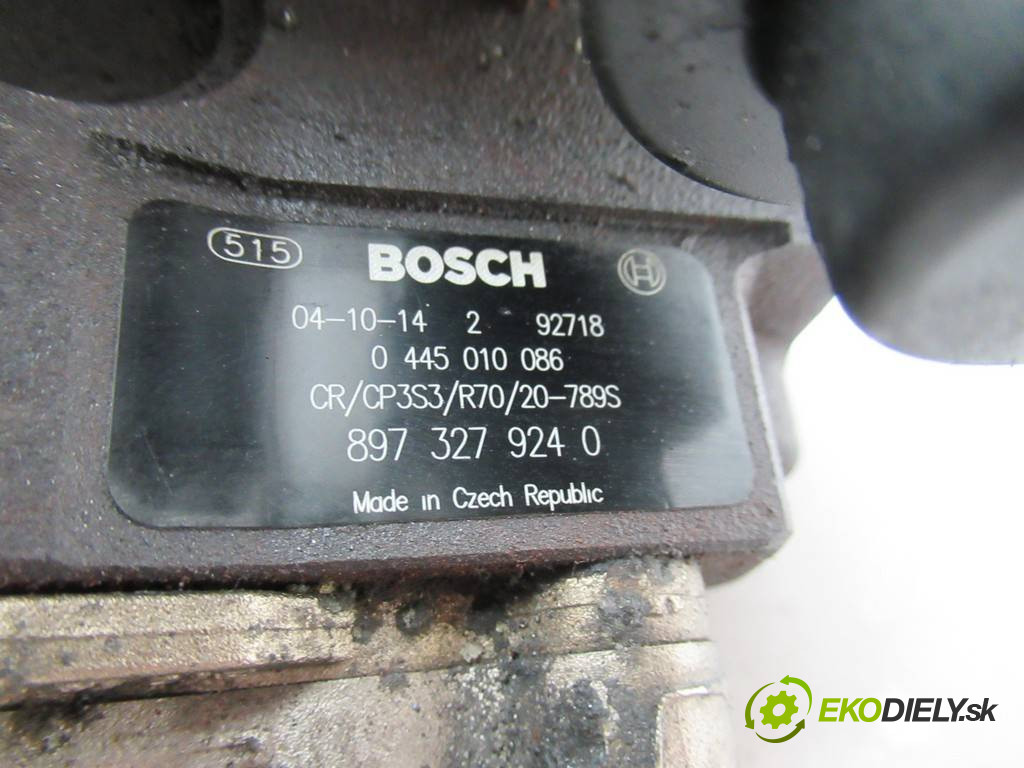 515 BOSCH
04-10-14 2 92718
0 445 010 086
CR/CP3S3/R70/20-789S
897 327 924 0
Made in Czech Republic
EKODIELY.sk